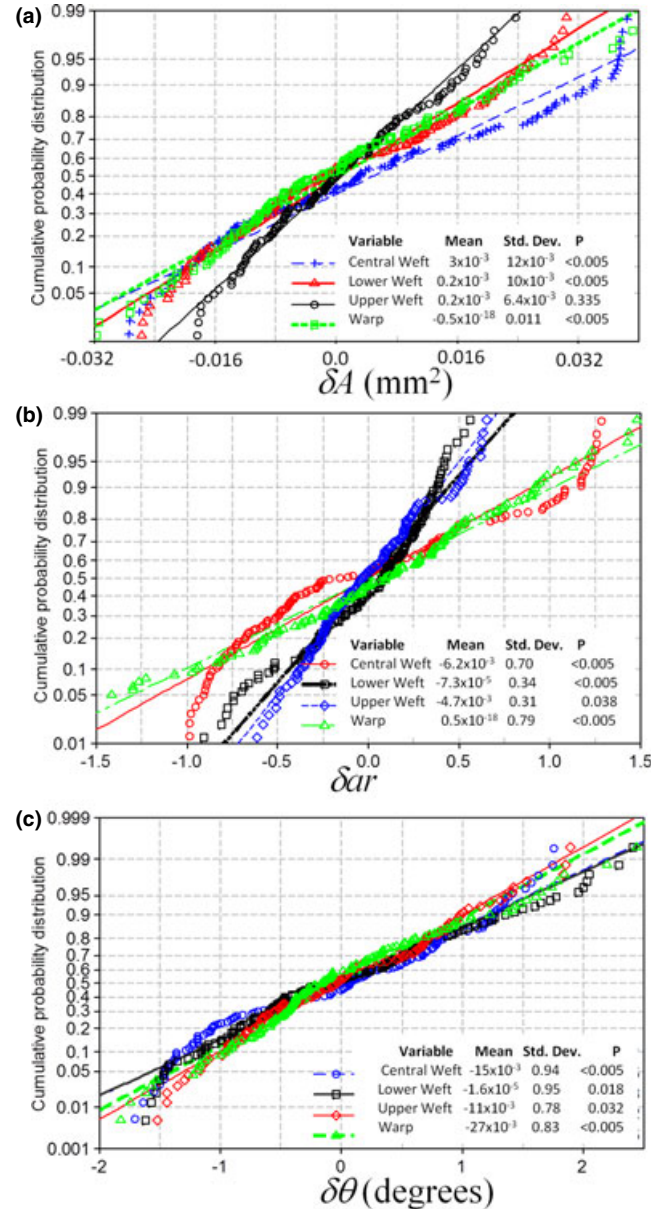 (a)
0.99
0.95
0.8
0.7
0.6
0.5
0.4
0.3
0.2
0.1
0.05
Cumulative probability distribution
Variable Mean Std. Dev. P
Central Weft 3x10⁻³ 12x10⁻³ <0.005
Lower Weft 0.2x10⁻³ 10x10⁻³ <0.005
Upper Weft 0.2x10⁻³ 6.4x10⁻³ 0.335
Warp -0.5x10⁻¹⁸ 0.011 <0.005
-0.032 -0.016 0.0 0.016 0.032
δA (mm²)
(b)
0.99
0.95
0.9
0.8
0.7
0.6
0.5
0.4
0.3
0.2
0.1
0.05
0.01
Cumulative probability distribution
Variable Mean Std. Dev. P
Central Weft -6.2x10⁻³ 0.70 <0.005
Lower Weft -7.3x10⁻⁵ 0.34 <0.005
Upper Weft -4.7x10⁻³ 0.31 0.038
Warp 0.5x10⁻¹⁸ 0.79 <0.005
-1.5 -1.0 -0.5 0.0 0.5 1.0 1.5
δar
(c)
0.999
0.99
0.95
0.9
0.8
0.7
0.6
0.5
0.4
0.3
0.2
0.1
0.05
0.01
0.001
Cumulative probability distribution
Variable Mean Std. Dev. P
Central Weft -15x10⁻³ 0.94 <0.005
Lower Weft -1.6x10⁻⁵ 0.95 0.018
Upper Weft -11x10⁻³ 0.78 0.032
Warp -27x10⁻³ 0.83 <0.005
-2 -1 0 1 2
δθ (degrees)